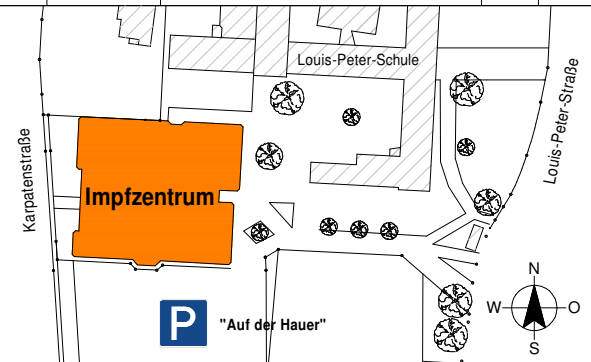 Louis-Peter-Schule
Louis-Peter-Straße
Karpatenstraße
Impfzentrum
P "Auf der Hauer"
N
W O
S